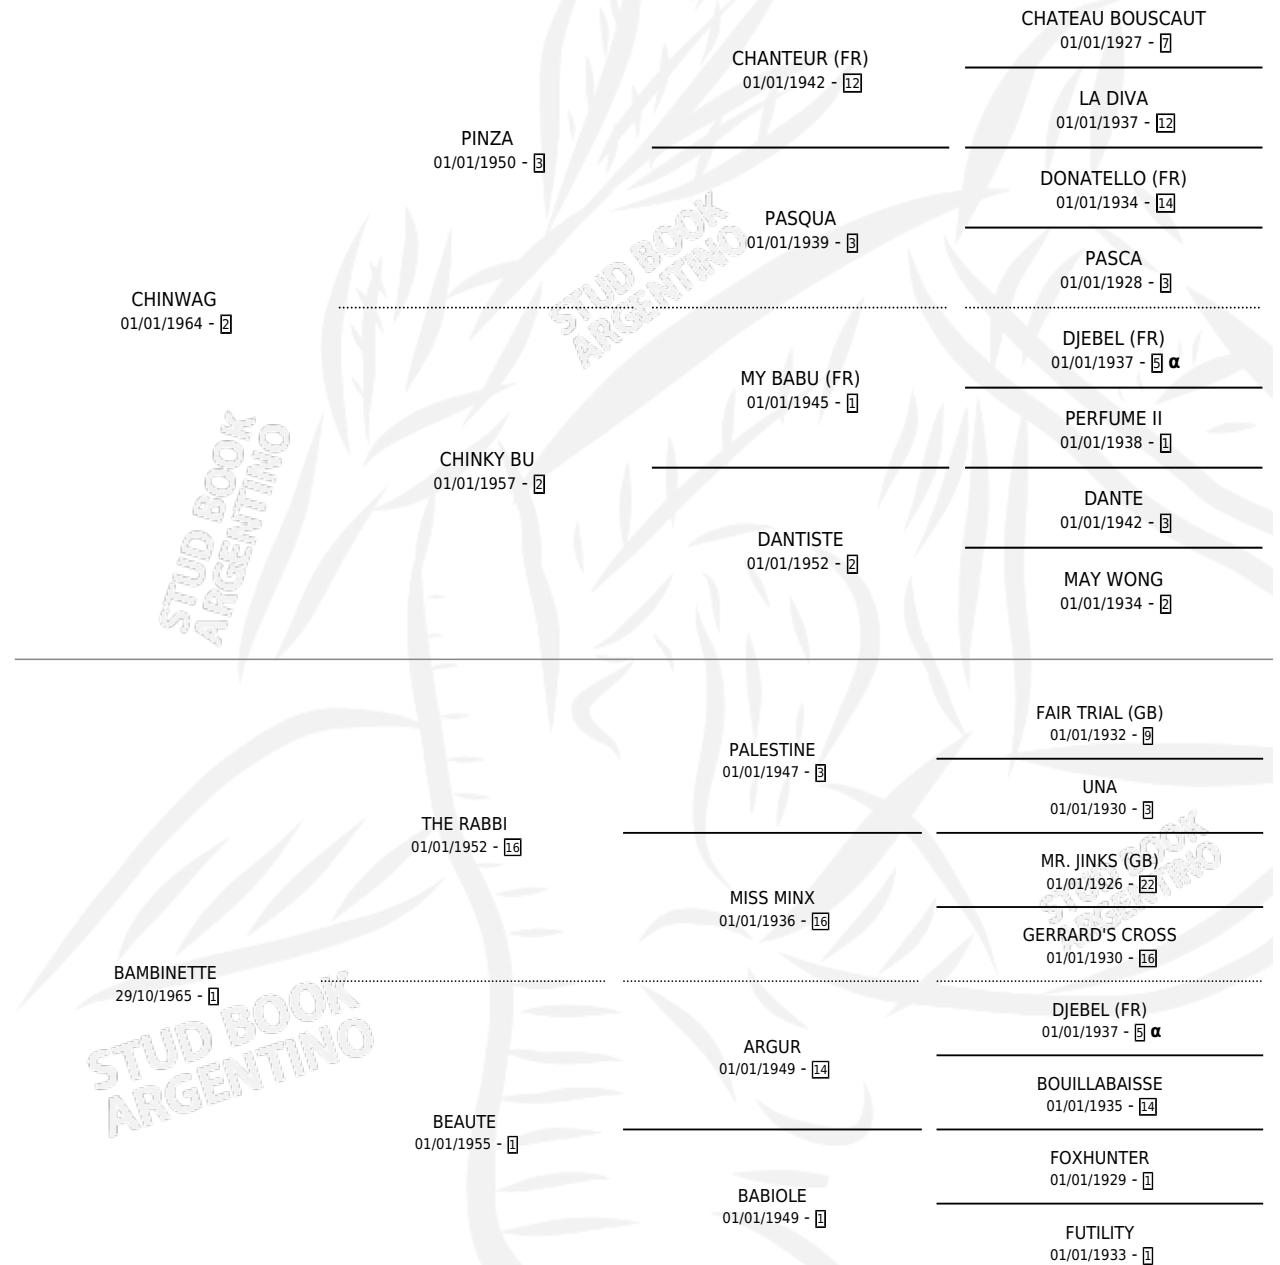 CHATEAU BOUSCAUT
01/01/1927 - 7
CHANTEUR (FR)
01/01/1942 - 12
LA DIVA
01/01/1937 - 12
PINZA
01/01/1950 - 3
DONATELLO (FR)
01/01/1934 - 14
PASQUA
01/01/1939 - 3
PASCA
01/01/1928 - 3
CHINWAG
01/01/1964 - 2
DJEBEL (FR)
01/01/1937 - 5 α
MY BABU (FR)
01/01/1945 - 1
PERFUME II
01/01/1938 - 1
CHINKY BU
01/01/1957 - 2
DANTE
01/01/1942 - 3
DANTISTE
01/01/1952 - 2
MAY WONG
01/01/1934 - 2
STUD BOOK
ARGENTINO
STUD BOOK
ARGENTINO
FAIR TRIAL (GB)
01/01/1932 - 9
PALESTINE
01/01/1947 - 3
UNA
01/01/1930 - 3
THE RABBI
01/01/1952 - 16
MR. JINKS (GB)
01/01/1926 - 22
MISS MINX
01/01/1936 - 16
GERRARD'S CROSS
01/01/1930 - 16
BAMBINETTE
29/10/1965 - 1
DJEBEL (FR)
01/01/1937 - 5 α
ARGUR
01/01/1949 - 14
BOUILLABAISSE
01/01/1935 - 14
BEAUTE
01/01/1955 - 1
FOXHUNTER
01/01/1929 - 1
BABIOLE
01/01/1949 - 1
FUTILITY
01/01/1933 - 1
STUD BOOK
ARGENTINO
STUD BOOK
ARGENTINO